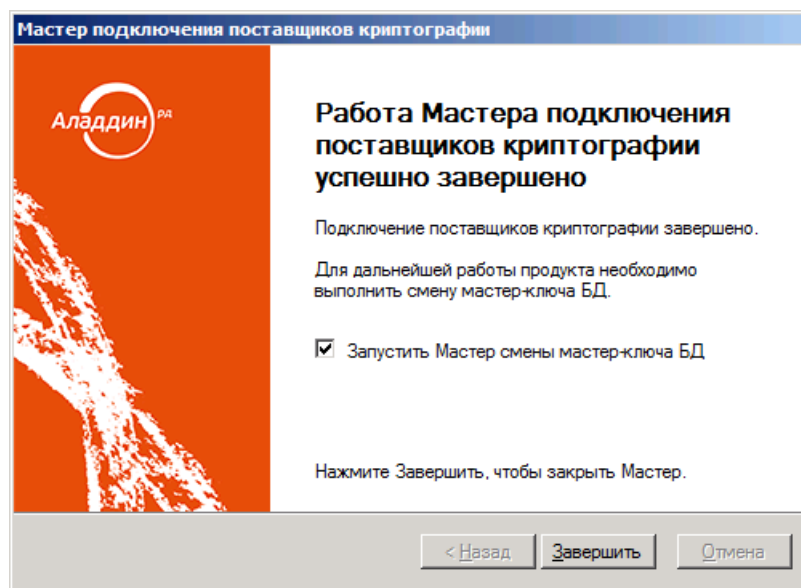 Мастер подключения поставщиков криптографии
Аладдин РД
Работа Мастера подключения
поставщиков криптографии
успешно завершено
Подключение поставщиков криптографии завершено.
Для дальнейшей работы продукта необходимо
выполнить смену мастер-ключа БД.
Запустить Мастер смены мастер-ключа БД
Нажмите Завершить, чтобы закрыть Мастер.
< Назад Завершить Отмена